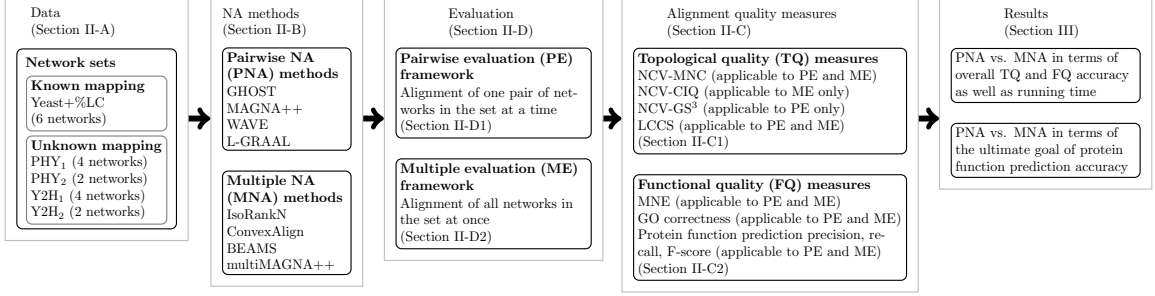 Data
(Section II-A)
Network sets
Known mapping
Yeast+%LC
(6 networks)
Unknown mapping
PHY₁ (4 networks)
PHY₂ (2 networks)
Y2H₁ (4 networks)
Y2H₂ (2 networks)
NA methods
(Section II-B)
Pairwise NA
(PNA) methods
GHOST
MAGNA++
WAVE
L-GRAAL
Multiple NA
(MNA) methods
IsoRankN
ConvexAlign
BEAMS
multiMAGNA++
Evaluation
(Section II-D)
Pairwise evaluation (PE)
framework
Alignment of one pair of net-
works in the set at a time
(Section II-D1)
Multiple evaluation (ME)
framework
Alignment of all networks in
the set at once
(Section II-D2)
Alignment quality measures
(Section II-C)
Topological quality (TQ) measures
NCV-MNC (applicable to PE and ME)
NCV-CIQ (applicable to ME only)
NCV-GS³ (applicable to PE only)
LCCS (applicable to PE and ME)
(Section II-C1)
Functional quality (FQ) measures
MNE (applicable to PE and ME)
GO correctness (applicable to PE and ME)
Protein function prediction precision, re-
call, F-score (applicable to PE and ME)
(Section II-C2)
Results
(Section III)
PNA vs. MNA in terms of
overall TQ and FQ accuracy
as well as running time
PNA vs. MNA in terms of
the ultimate goal of protein
function prediction accuracy